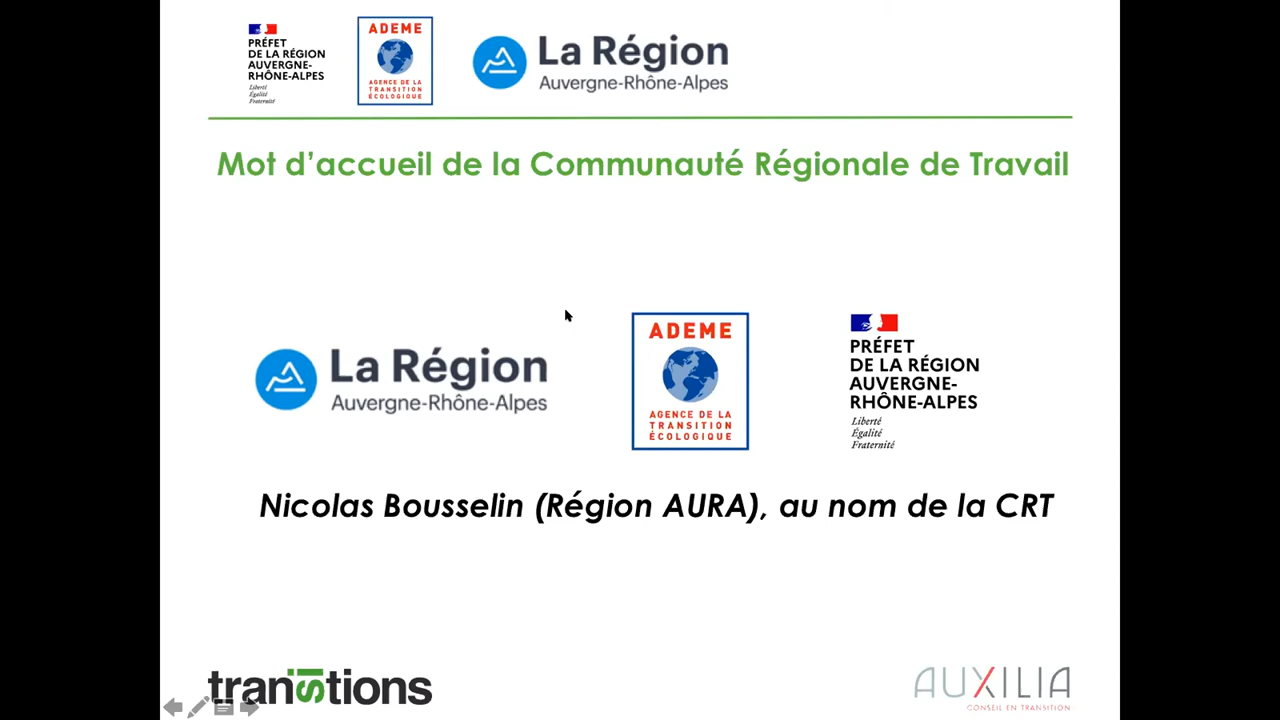 PRÉFET
DE LA RÉGION
AUVERGNE-
RHÔNE-ALPES
Liberté
Égalité
Fraternité
ADEME
AGENCE DE LA
TRANSITION
ÉCOLOGIQUE
La Région
Auvergne-Rhône-Alpes
Mot d’accueil de la Communauté Régionale de Travail
La Région
Auvergne-Rhône-Alpes
ADEME
AGENCE DE LA
TRANSITION
ÉCOLOGIQUE
PRÉFET
DE LA RÉGION
AUVERGNE-
RHÔNE-ALPES
Liberté
Égalité
Fraternité
Nicolas Bousselin (Région AURA), au nom de la CRT
transitions
AUXILIA
CONSEIL EN TRANSITION